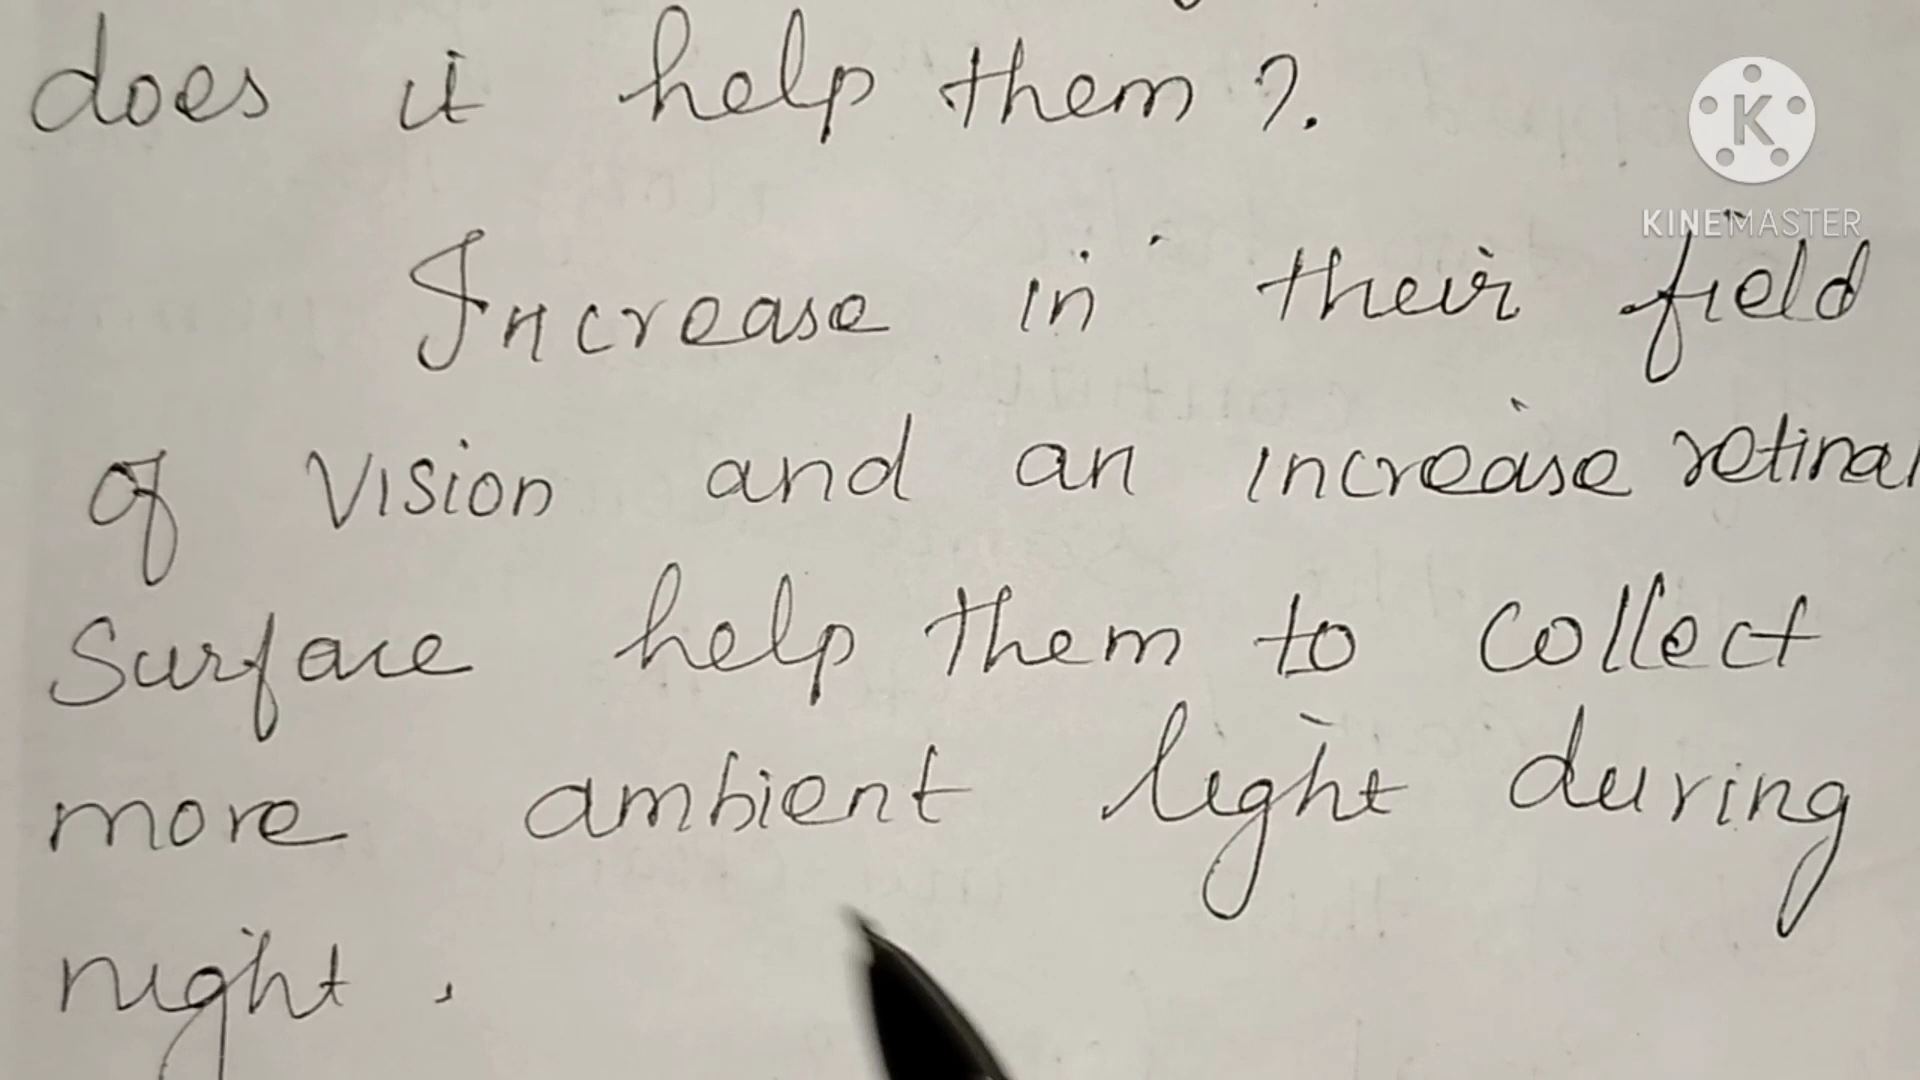 does it help them ?.
K
KINEMASTER
Increase in their field
of vision and an increase retinal
Surface help them to collect
more ambient light during
night .